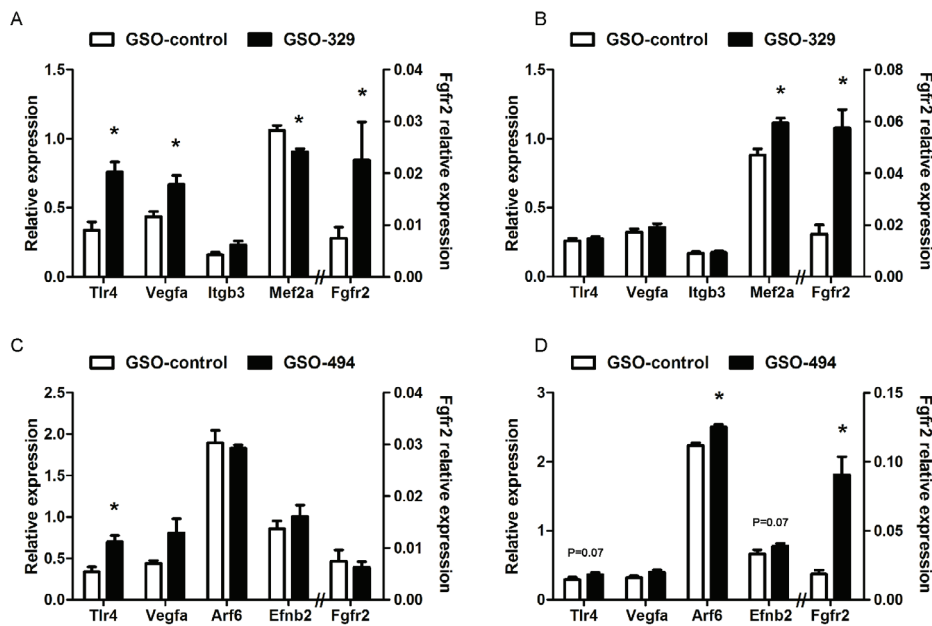 A
GSO-control GSO-329
Relative expression
1.5
1.0
0.5
0.0
* * * *
0.04
0.03
0.02
0.01
0.00
Fgfr2 relative expression
Tlr4 Vegfa Itgb3 Mef2a // Fgfr2
B
GSO-control GSO-329
Relative expression
1.5
1.0
0.5
0.0
* *
0.08
0.06
0.04
0.02
0.00
Fgfr2 relative expression
Tlr4 Vegfa Itgb3 Mef2a // Fgfr2
C
GSO-control GSO-494
Relative expression
2.5
2.0
1.5
1.0
0.5
0.0
*
0.04
0.03
0.02
0.01
0.00
Fgfr2 relative expression
Tlr4 Vegfa Arf6 Efnb2 // Fgfr2
D
GSO-control GSO-494
Relative expression
3
2
1
0
* *
P=0.07 P=0.07
0.15
0.10
0.05
0.00
Fgfr2 relative expression
Tlr4 Vegfa Arf6 Efnb2 // Fgfr2